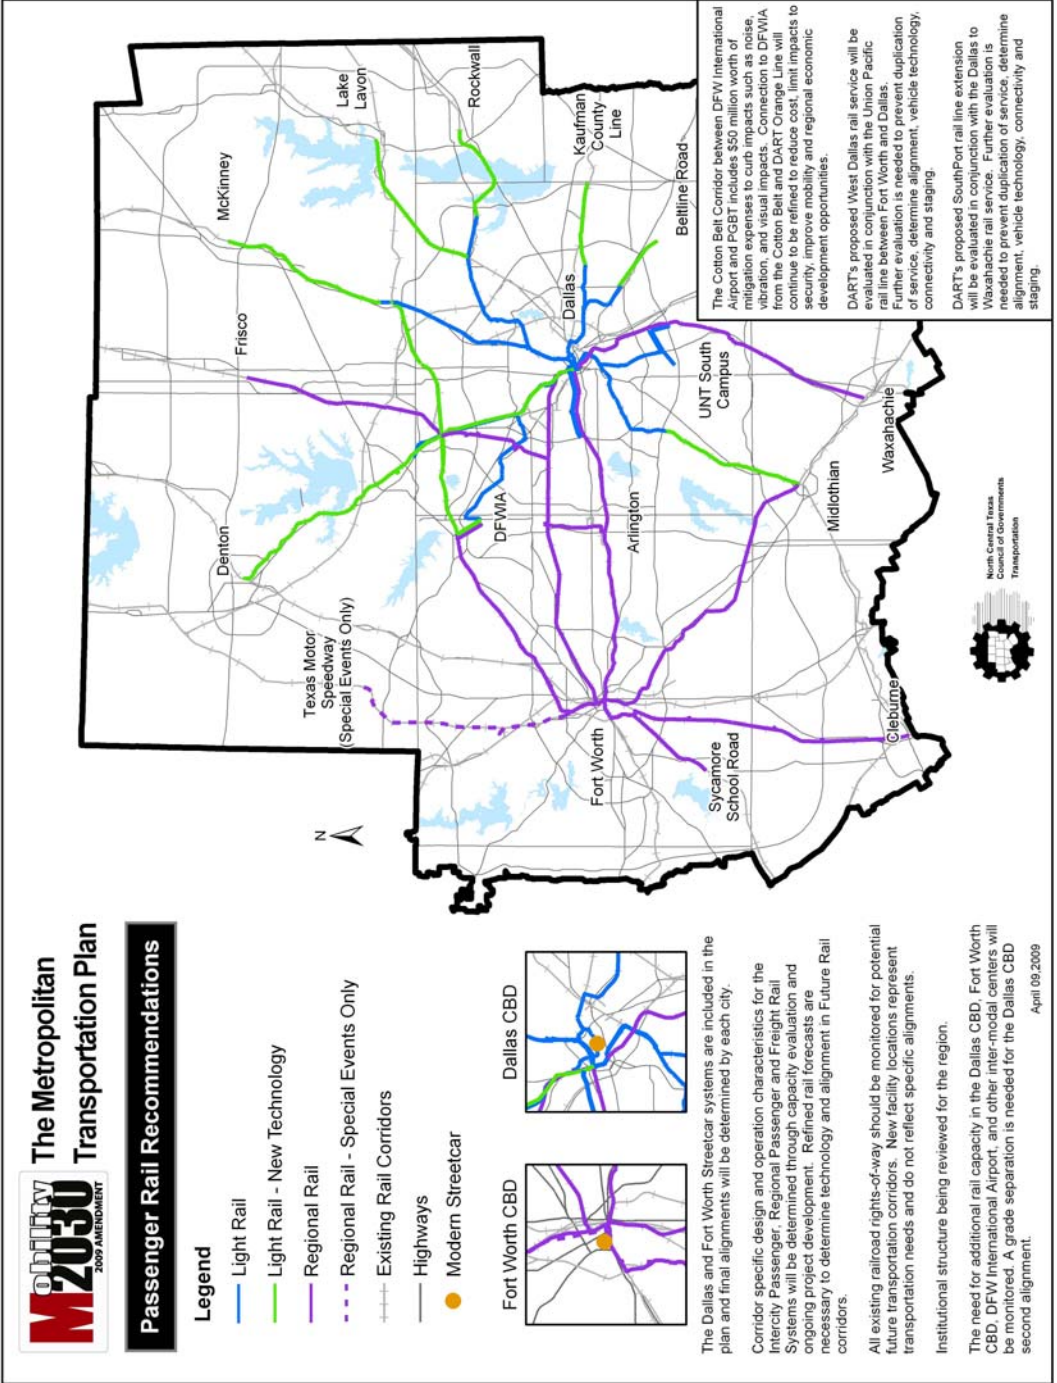 Mobility
2030
2009 AMENDMENT
The Metropolitan
Transportation Plan
Passenger Rail Recommendations
Legend
Light Rail
Light Rail - New Technology
Regional Rail
Regional Rail - Special Events Only
Existing Rail Corridors
Highways
Modern Streetcar
Fort Worth CBD
Dallas CBD
The Dallas and Fort Worth Streetcar systems are included in the
plan and final alignments will be determined by each city.
Corridor specific design and operation characteristics for the
Intercity Passenger, Regional Passenger and Freight Rail
Systems will be determined through capacity evaluation and
ongoing project development. Refined rail forecasts are
necessary to determine technology and alignment in Future Rail
corridors.
All existing railroad rights-of-way should be monitored for potential
future transportation corridors. New facility locations represent
transportation needs and do not reflect specific alignments.
Institutional structure being reviewed for the region.
The need for additional rail capacity in the Dallas CBD, Fort Worth
CBD, DFW International Airport, and other inter-modal centers will
be monitored. A grade separation is needed for the Dallas CBD
second alignment.
April 09,2009
N
Denton
Frisco
McKinney
Lake
Lavon
Rockwall
Texas Motor
Speedway
(Special Events Only)
DFWIA
Dallas
Kaufman
County
Line
Beltline Road
Fort Worth
Arlington
UNT South
Campus
Sycamore
School Road
Midlothian
Waxahachie
Cleburne
North Central Texas
Council of Governments
Transportation
The Cotton Belt Corridor between DFW International
Airport and PGBT includes $50 million worth of
mitigation expenses to curb impacts such as noise,
vibration, and visual impacts. Connection to DFWIA
from the Cotton Belt and DART Orange Line will
continue to be refined to reduce cost, limit impacts to
security, improve mobility and regional economic
development opportunities.
DART's proposed West Dallas rail service will be
evaluated in conjunction with the Union Pacific
rail line between Fort Worth and Dallas.
Further evaluation is needed to prevent duplication
of service, determine alignment, vehicle technology,
connectivity and staging.
DART's proposed SouthPort rail line extension
will be evaluated in conjunction with the Dallas to
Waxahachie rail service. Further evaluation is
needed to prevent duplication of service, determine
alignment, vehicle technology, connectivity and
staging.